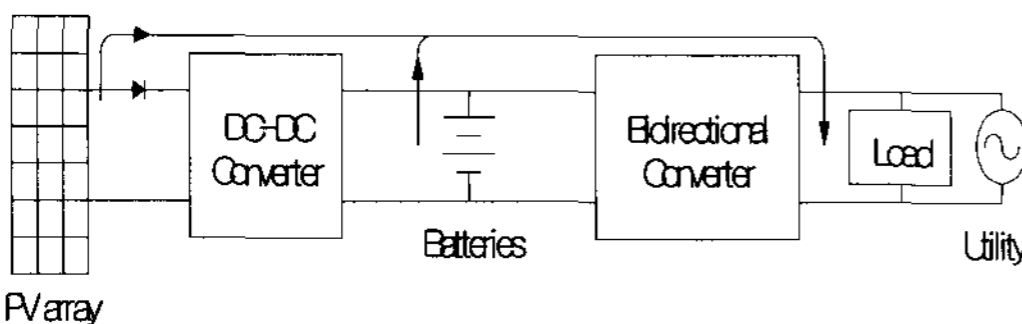 DC-DC
Converter
Bidirectional
Converter
Load
Batteries
Utility
PV array